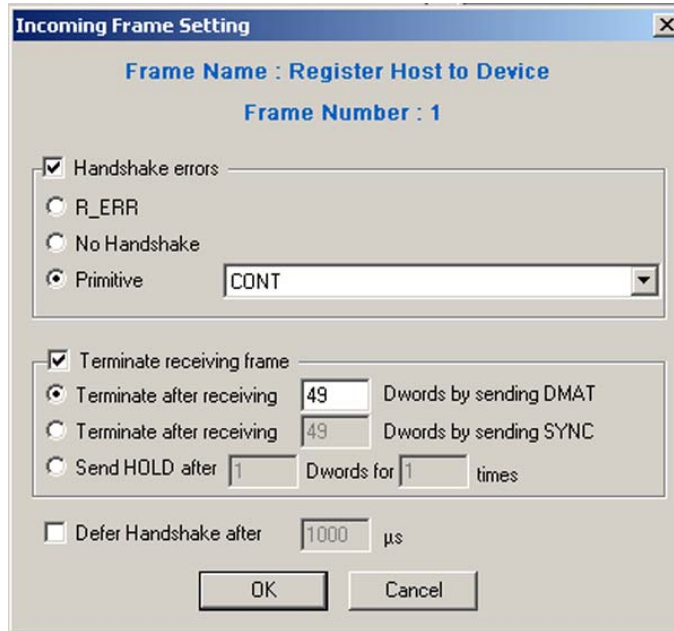 Incoming Frame Setting
Frame Name : Register Host to Device
Frame Number : 1
Handshake errors
R_ERR
No Handshake
Primitive CONT
Terminate receiving frame
Terminate after receiving 49 Dwords by sending DMAT
Terminate after receiving 49 Dwords by sending SYNC
Send HOLD after 1 Dwords for 1 times
Defer Handshake after 1000 µs
OK Cancel